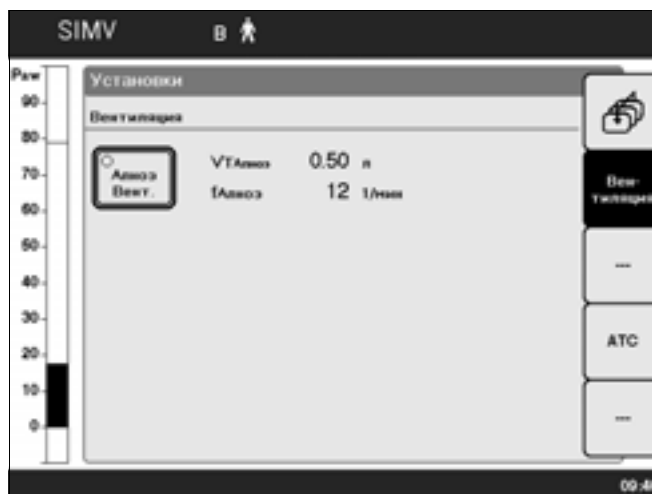 SIMV B
Paw
90
80
70
60
50
40
30
20
10
0
Установки
Вентиляция
Апноэ
Вент.
VTАпноэ 0.50 л
fАпноэ 12 1/мин
Вен-
тиляция
---
ATC
---